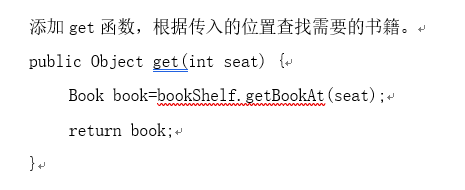 添加 get 函数，根据传入的位置查找需要的书籍。
public Object get(int seat) {
Book book=bookShelf.getBookAt(seat);
return book;
}